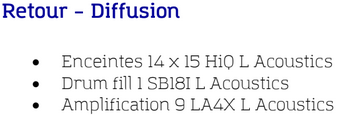 Retour – Diffusion
• Enceintes 14 x 15 HiQ L Acoustics
• Drum fill 1 SB18I L Acoustics
• Amplification 9 LA4X L Acoustics